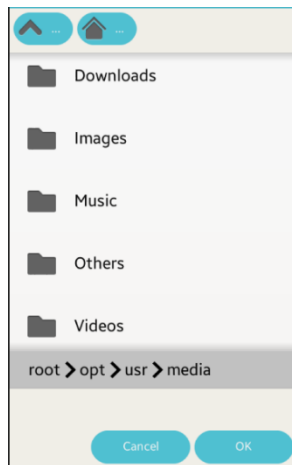 ... ...
Downloads
Images
Music
Others
Videos
root > opt > usr > media
Cancel OK